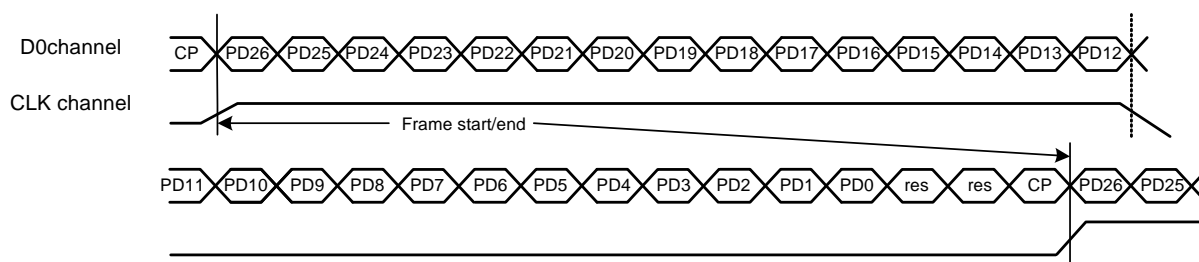 D0channel
CP PD26 PD25 PD24 PD23 PD22 PD21 PD20 PD19 PD18 PD17 PD16 PD15 PD14 PD13 PD12
CLK channel
Frame start/end
PD11 PD10 PD9 PD8 PD7 PD6 PD5 PD4 PD3 PD2 PD1 PD0 res res CP PD26 PD25